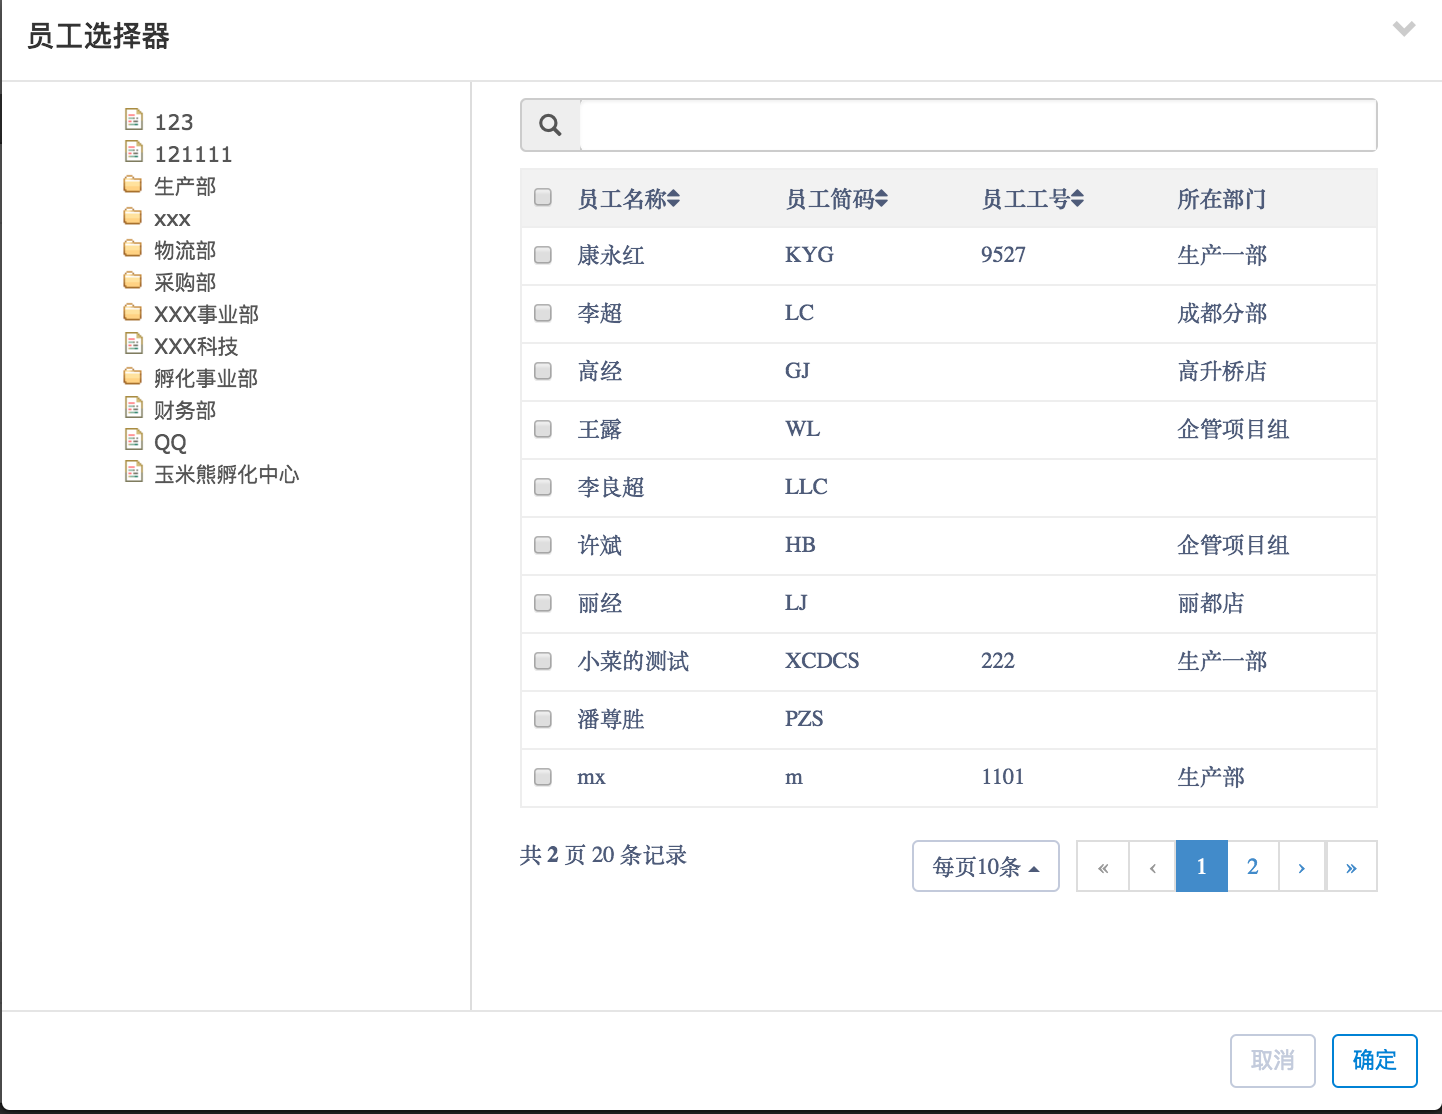 员工选择器
123
121111
生产部
xxx
物流部
采购部
XXX事业部
XXX科技
孵化事业部
财务部
QQ
玉米熊孵化中心
员工名称 员工简码 员工工号 所在部门
康永红 KYG 9527 生产一部
李超 LC 成都分部
高经 GJ 高升桥店
王露 WL 企管项目组
李良超 LLC
许斌 HB 企管项目组
丽经 LJ 丽都店
小菜的测试 XCDCS 222 生产一部
潘尊胜 PZS
mx m 1101 生产部
共 2 页 20 条记录 每页10条 « ‹ 1 2 › »
取消 确定